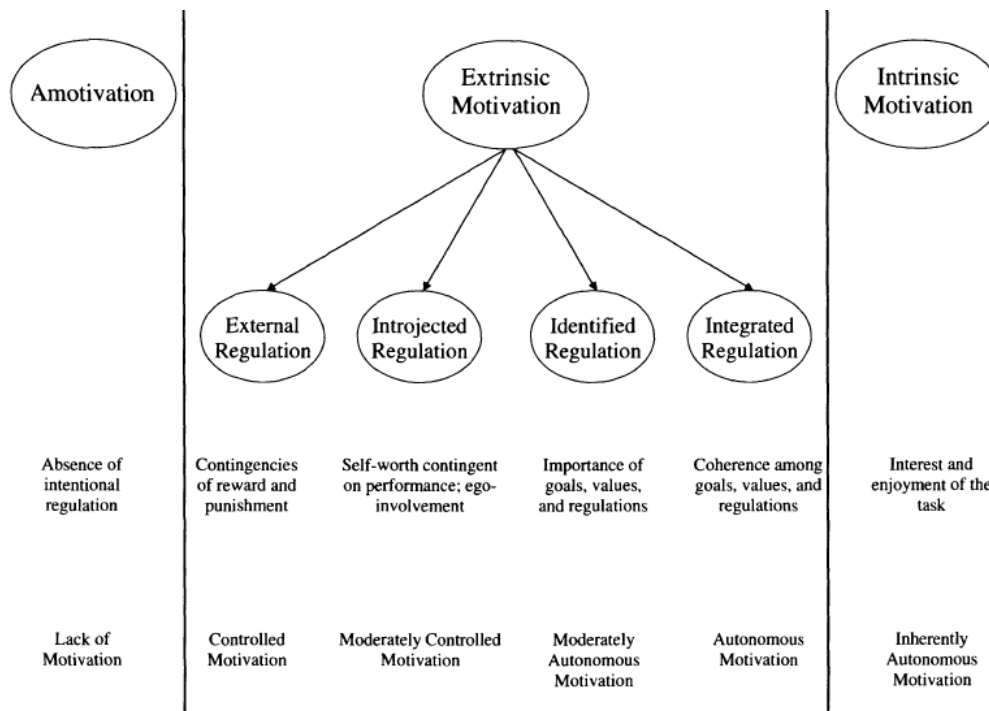 Amotivation
Extrinsic
Motivation
Intrinsic
Motivation
External
Regulation
Introjected
Regulation
Identified
Regulation
Integrated
Regulation
Absence of
intentional
regulation
Contingencies
of reward and
punishment
Self-worth contingent
on performance; ego-
involvement
Importance of
goals, values,
and regulations
Coherence among
goals, values, and
regulations
Interest and
enjoyment of the
task
Lack of
Motivation
Controlled
Motivation
Moderately Controlled
Motivation
Moderately
Autonomous
Motivation
Autonomous
Motivation
Inherently
Autonomous
Motivation